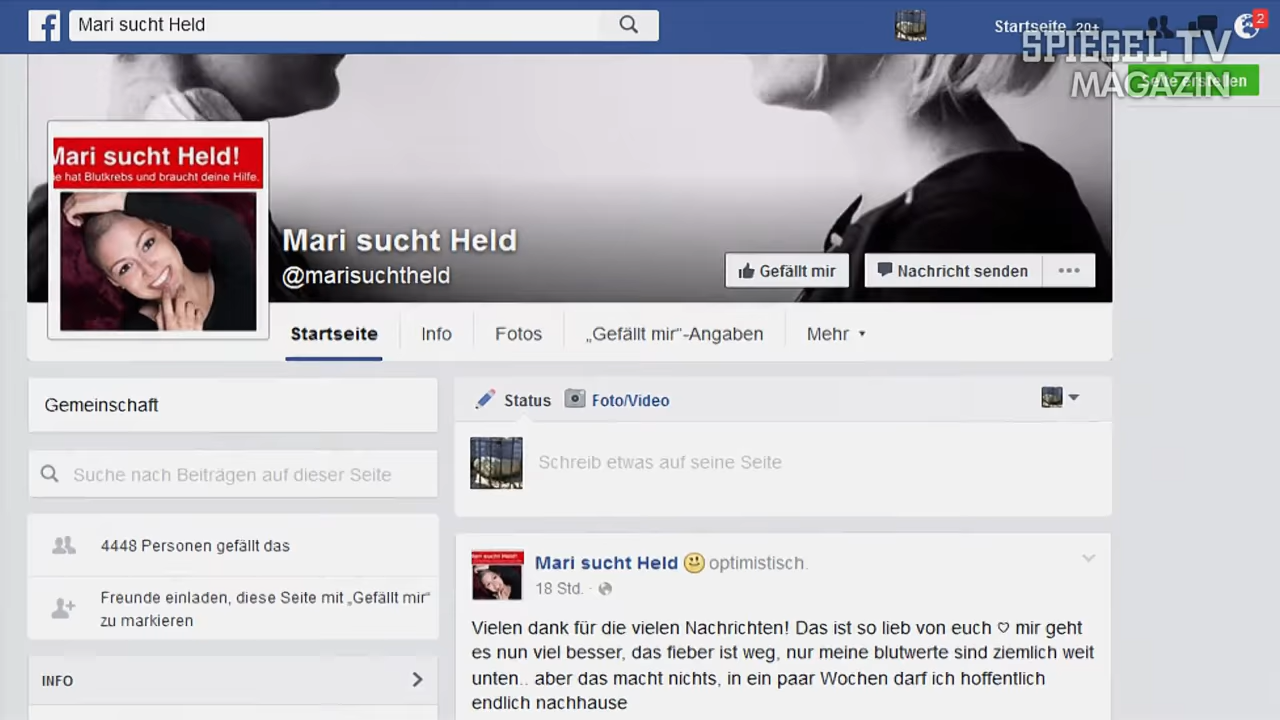 Mari sucht Held
Startseite 20+
2
SPIEGEL TV
MAGAZIN
Seite erstellen
Mari sucht Held!
e hat Blutkrebs und braucht deine Hilfe.
Mari sucht Held
@marisuchtheld
Gefällt mir
Nachricht senden
Startseite
Info
Fotos
„Gefällt mir“-Angaben
Mehr
Gemeinschaft
Suche nach Beiträgen auf dieser Seite
4448 Personen gefällt das
Freunde einladen, diese Seite mit „Gefällt mir“
zu markieren
INFO
Status
Foto/Video
Schreib etwas auf seine Seite
Mari sucht Held optimistisch.
18 Std. ·
Vielen dank für die vielen Nachrichten! Das ist so lieb von euch ♡ mir geht
es nun viel besser, das fieber ist weg, nur meine blutwerte sind ziemlich weit
unten.. aber das macht nichts, in ein paar Wochen darf ich hoffentlich
endlich nachhause